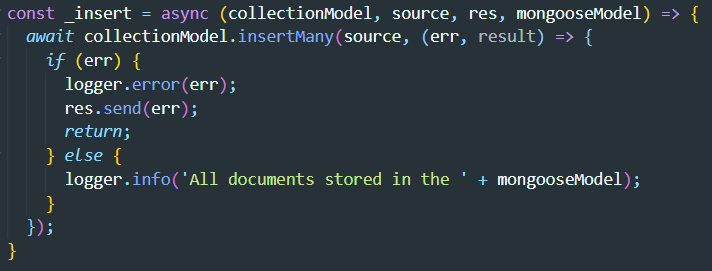 const _insert = async (collectionModel, source, res, mongooseModel) => {
  await collectionModel.insertMany(source, (err, result) => {
    if (err) {
      logger.error(err);
      res.send(err);
      return;
    } else {
      logger.info('All documents stored in the ' + mongooseModel);
    }
  });
}